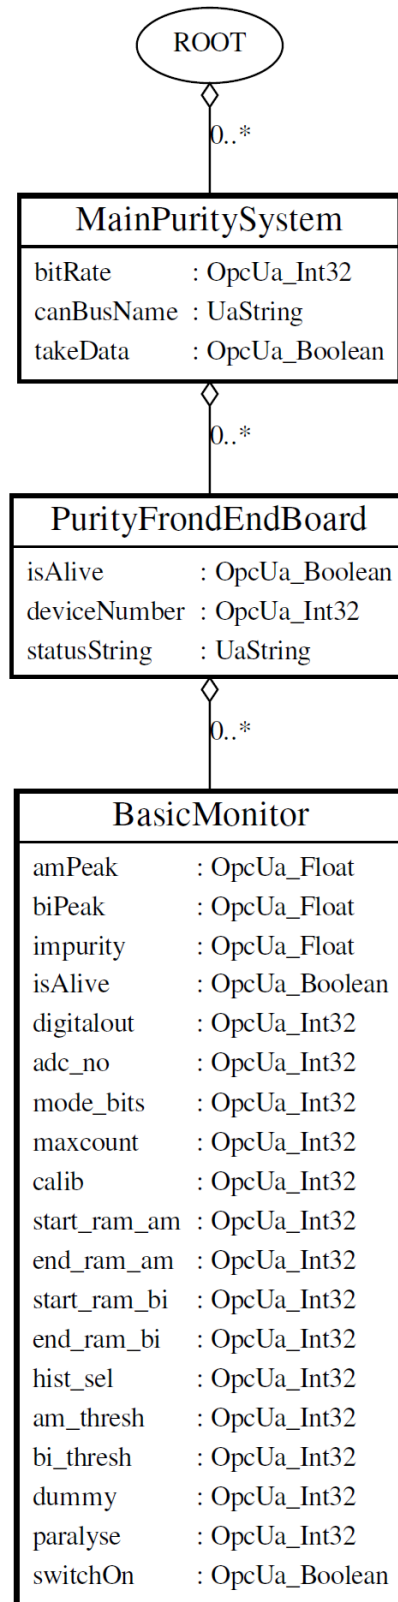 ROOT
0..*
MainPuritySystem
bitRate : OpcUa_Int32
canBusName : UaString
takeData : OpcUa_Boolean
0..*
PurityFrondEndBoard
isAlive : OpcUa_Boolean
deviceNumber : OpcUa_Int32
statusString : UaString
0..*
BasicMonitor
amPeak : OpcUa_Float
biPeak : OpcUa_Float
impurity : OpcUa_Float
isAlive : OpcUa_Boolean
digitalout : OpcUa_Int32
adc_no : OpcUa_Int32
mode_bits : OpcUa_Int32
maxcount : OpcUa_Int32
calib : OpcUa_Int32
start_ram_am : OpcUa_Int32
end_ram_am : OpcUa_Int32
start_ram_bi : OpcUa_Int32
end_ram_bi : OpcUa_Int32
hist_sel : OpcUa_Int32
am_thresh : OpcUa_Int32
bi_thresh : OpcUa_Int32
dummy : OpcUa_Int32
paralyse : OpcUa_Int32
switchOn : OpcUa_Boolean